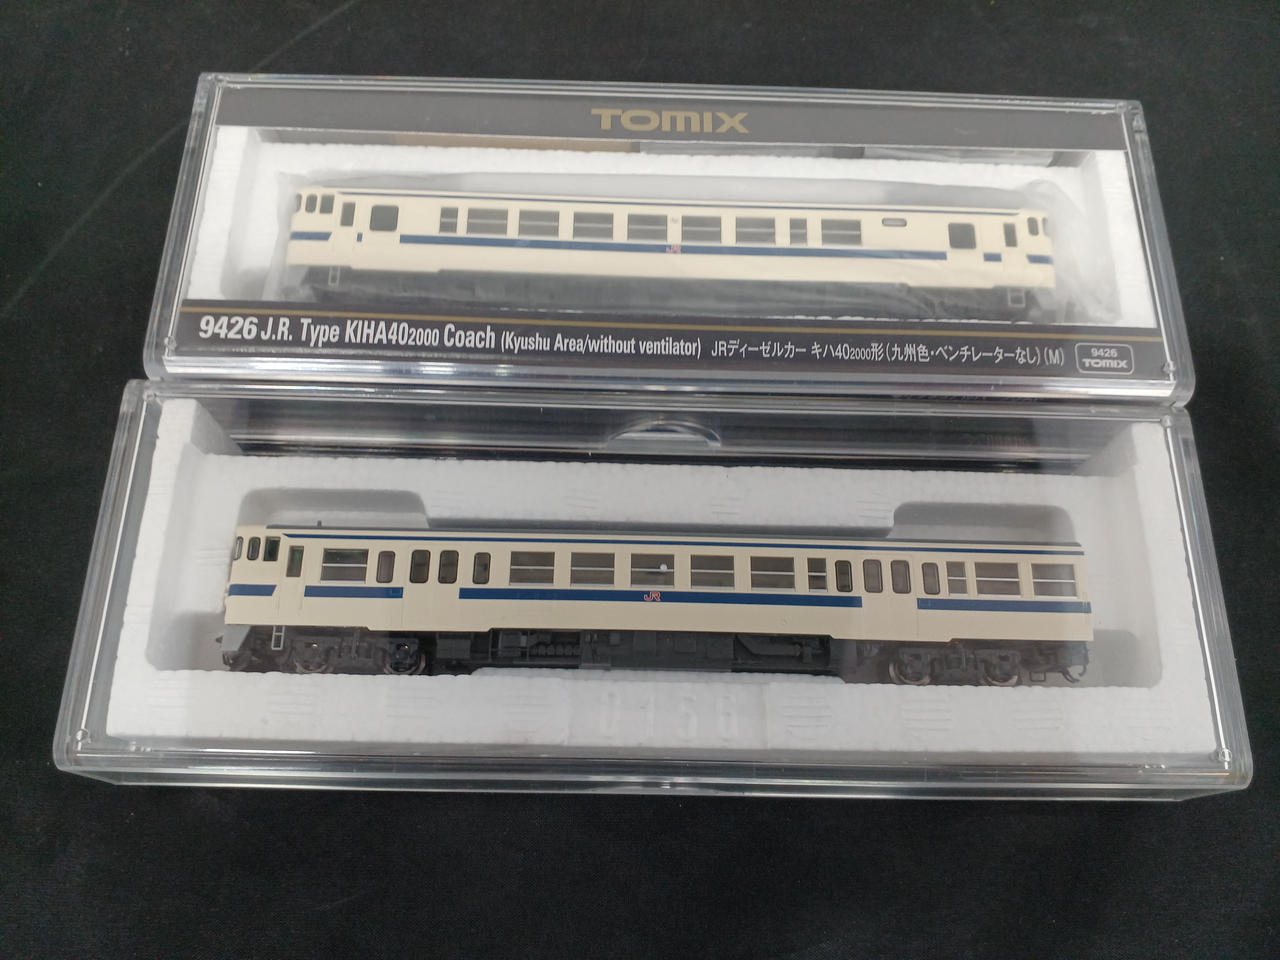 TOMIX
JR
9426 J.R. Type KIHA402000 Coach (Kyushu Area/without ventilator) JRディーゼルカー キハ402000形(九州色・ベンチレーターなし)(M)
9426
TOMIX
JR
0156